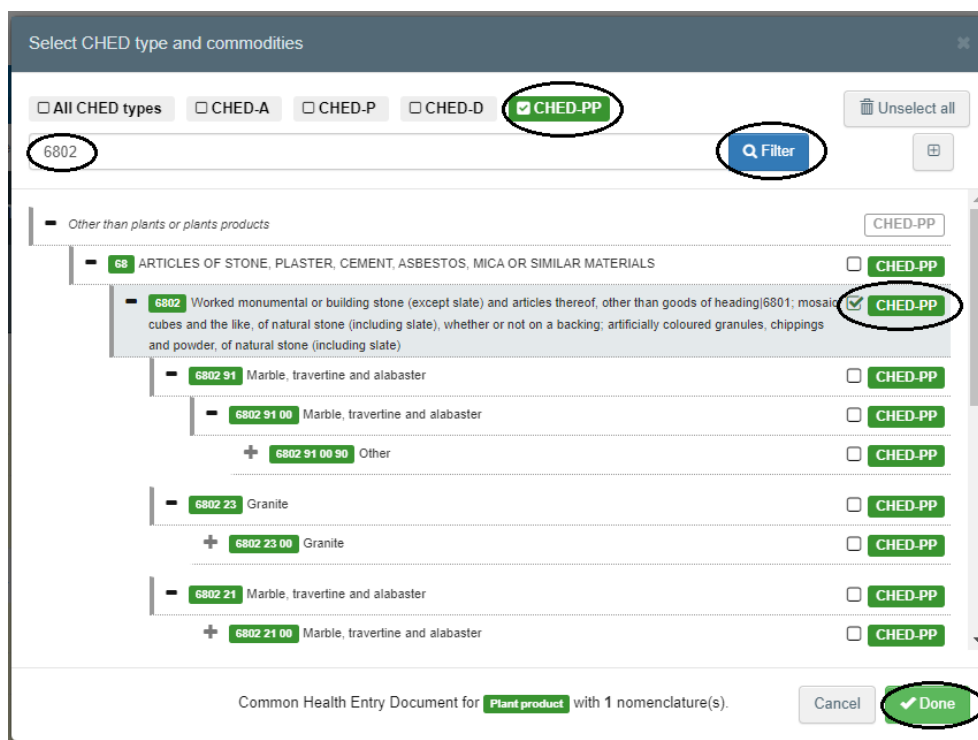 Select CHED type and commodities
All CHED types CHED-A CHED-P CHED-D CHED-PP Unselect all
6802 Filter
Other than plants or plants products CHED-PP
68 ARTICLES OF STONE, PLASTER, CEMENT, ASBESTOS, MICA OR SIMILAR MATERIALS CHED-PP
6802 Worked monumental or building stone (except slate) and articles thereof, other than goods of heading|6801; mosaic CHED-PP
cubes and the like, of natural stone (including slate), whether or not on a backing; artificially coloured granules, chippings
and powder, of natural stone (including slate)
6802 91 Marble, travertine and alabaster CHED-PP
6802 91 00 Marble, travertine and alabaster CHED-PP
6802 91 00 90 Other CHED-PP
6802 23 Granite CHED-PP
6802 23 00 Granite CHED-PP
6802 21 Marble, travertine and alabaster CHED-PP
6802 21 00 Marble, travertine and alabaster CHED-PP
Common Health Entry Document for Plant product with 1 nomenclature(s). Cancel Done